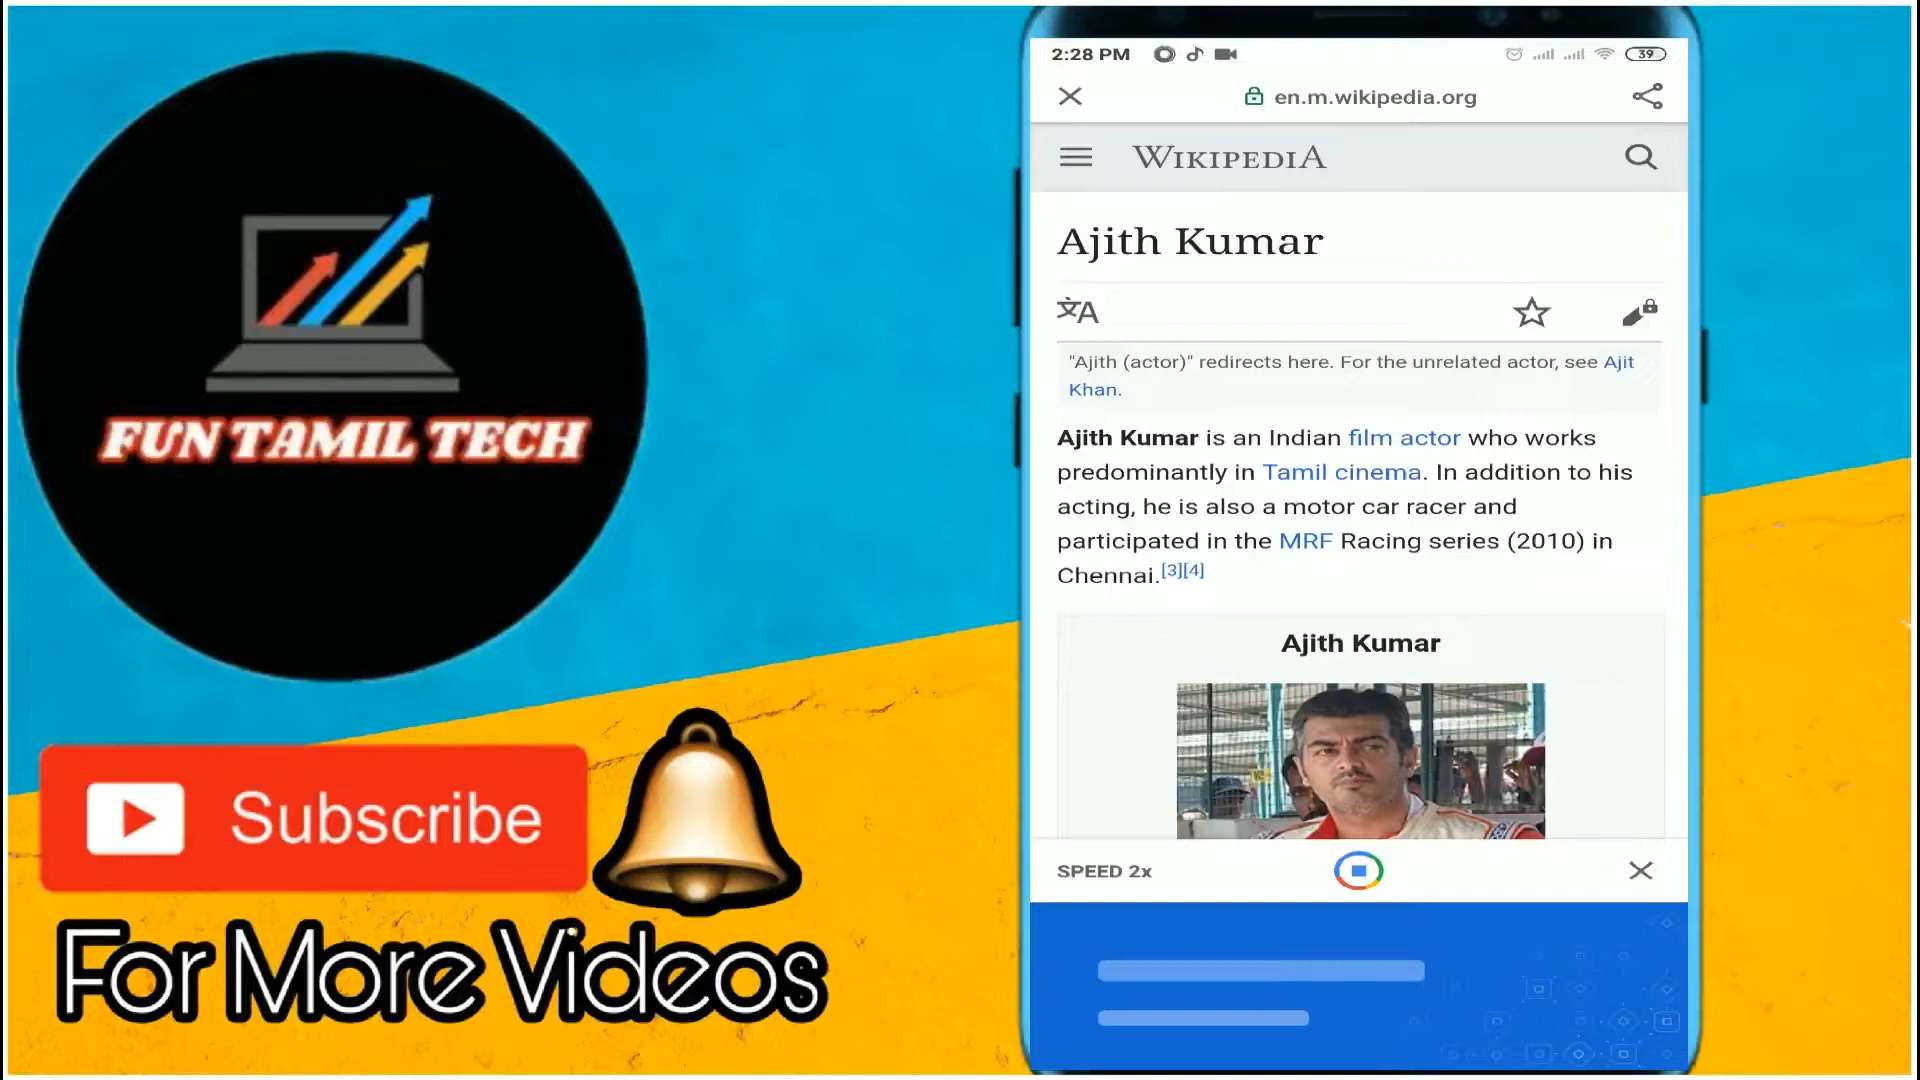 FUN TAMIL TECH
Subscribe
For More Videos
2:28 PM
39
en.m.wikipedia.org
WIKIPEDIA
Ajith Kumar
文A
"Ajith (actor)" redirects here. For the unrelated actor, see Ajit
Khan.
Ajith Kumar is an Indian film actor who works
predominantly in Tamil cinema. In addition to his
acting, he is also a motor car racer and
participated in the MRF Racing series (2010) in
Chennai.[3][4]
Ajith Kumar
SPEED 2x